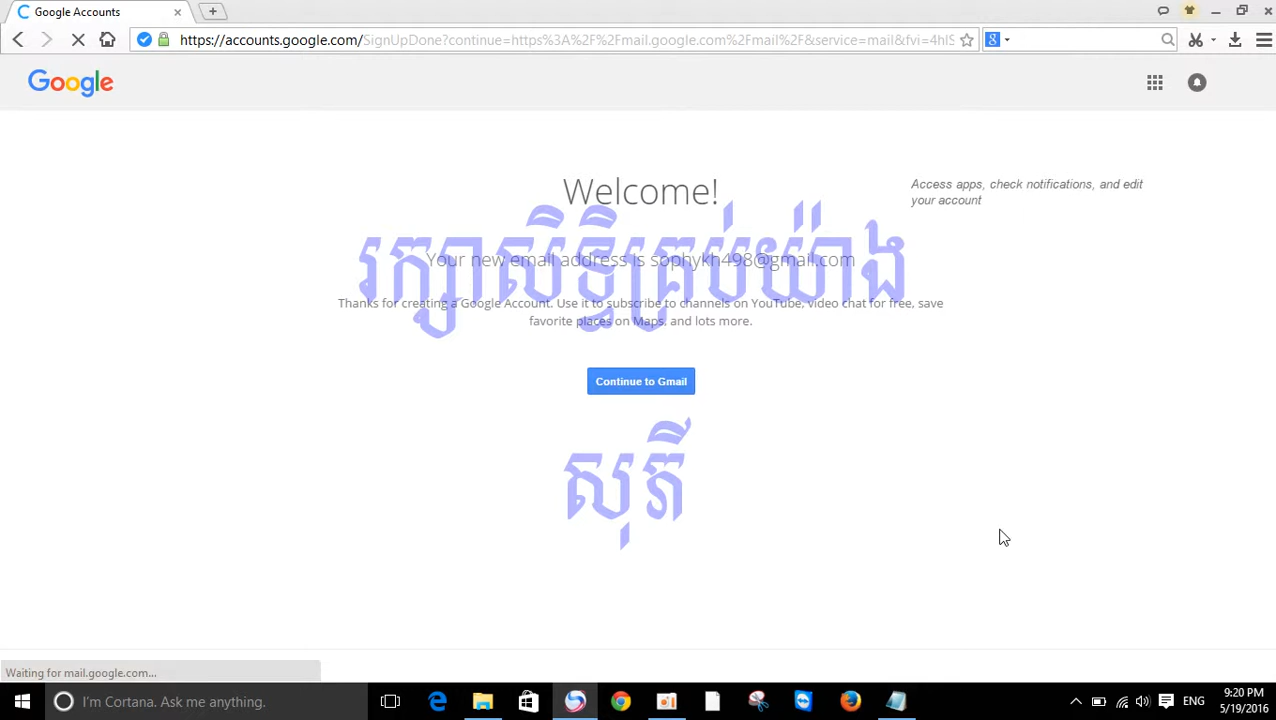 Google Accounts
https://accounts.google.com/SignUpDone?continue=https%3A%2F%2Fmail.google.com%2Fmail%2F&service=mail&fvi=4hlS
Google
Welcome!
Access apps, check notifications, and edit
your account
រក្សាសិទ្ធិគ្រប់យ៉ាង
Your new email address is sophykh498@gmail.com
Thanks for creating a Google Account. Use it to subscribe to channels on YouTube, video chat for free, save
favorite places on Maps, and lots more.
Continue to Gmail
សុភី
Waiting for mail.google.com...
I'm Cortana. Ask me anything.
ENG
9:20 PM
5/19/2016